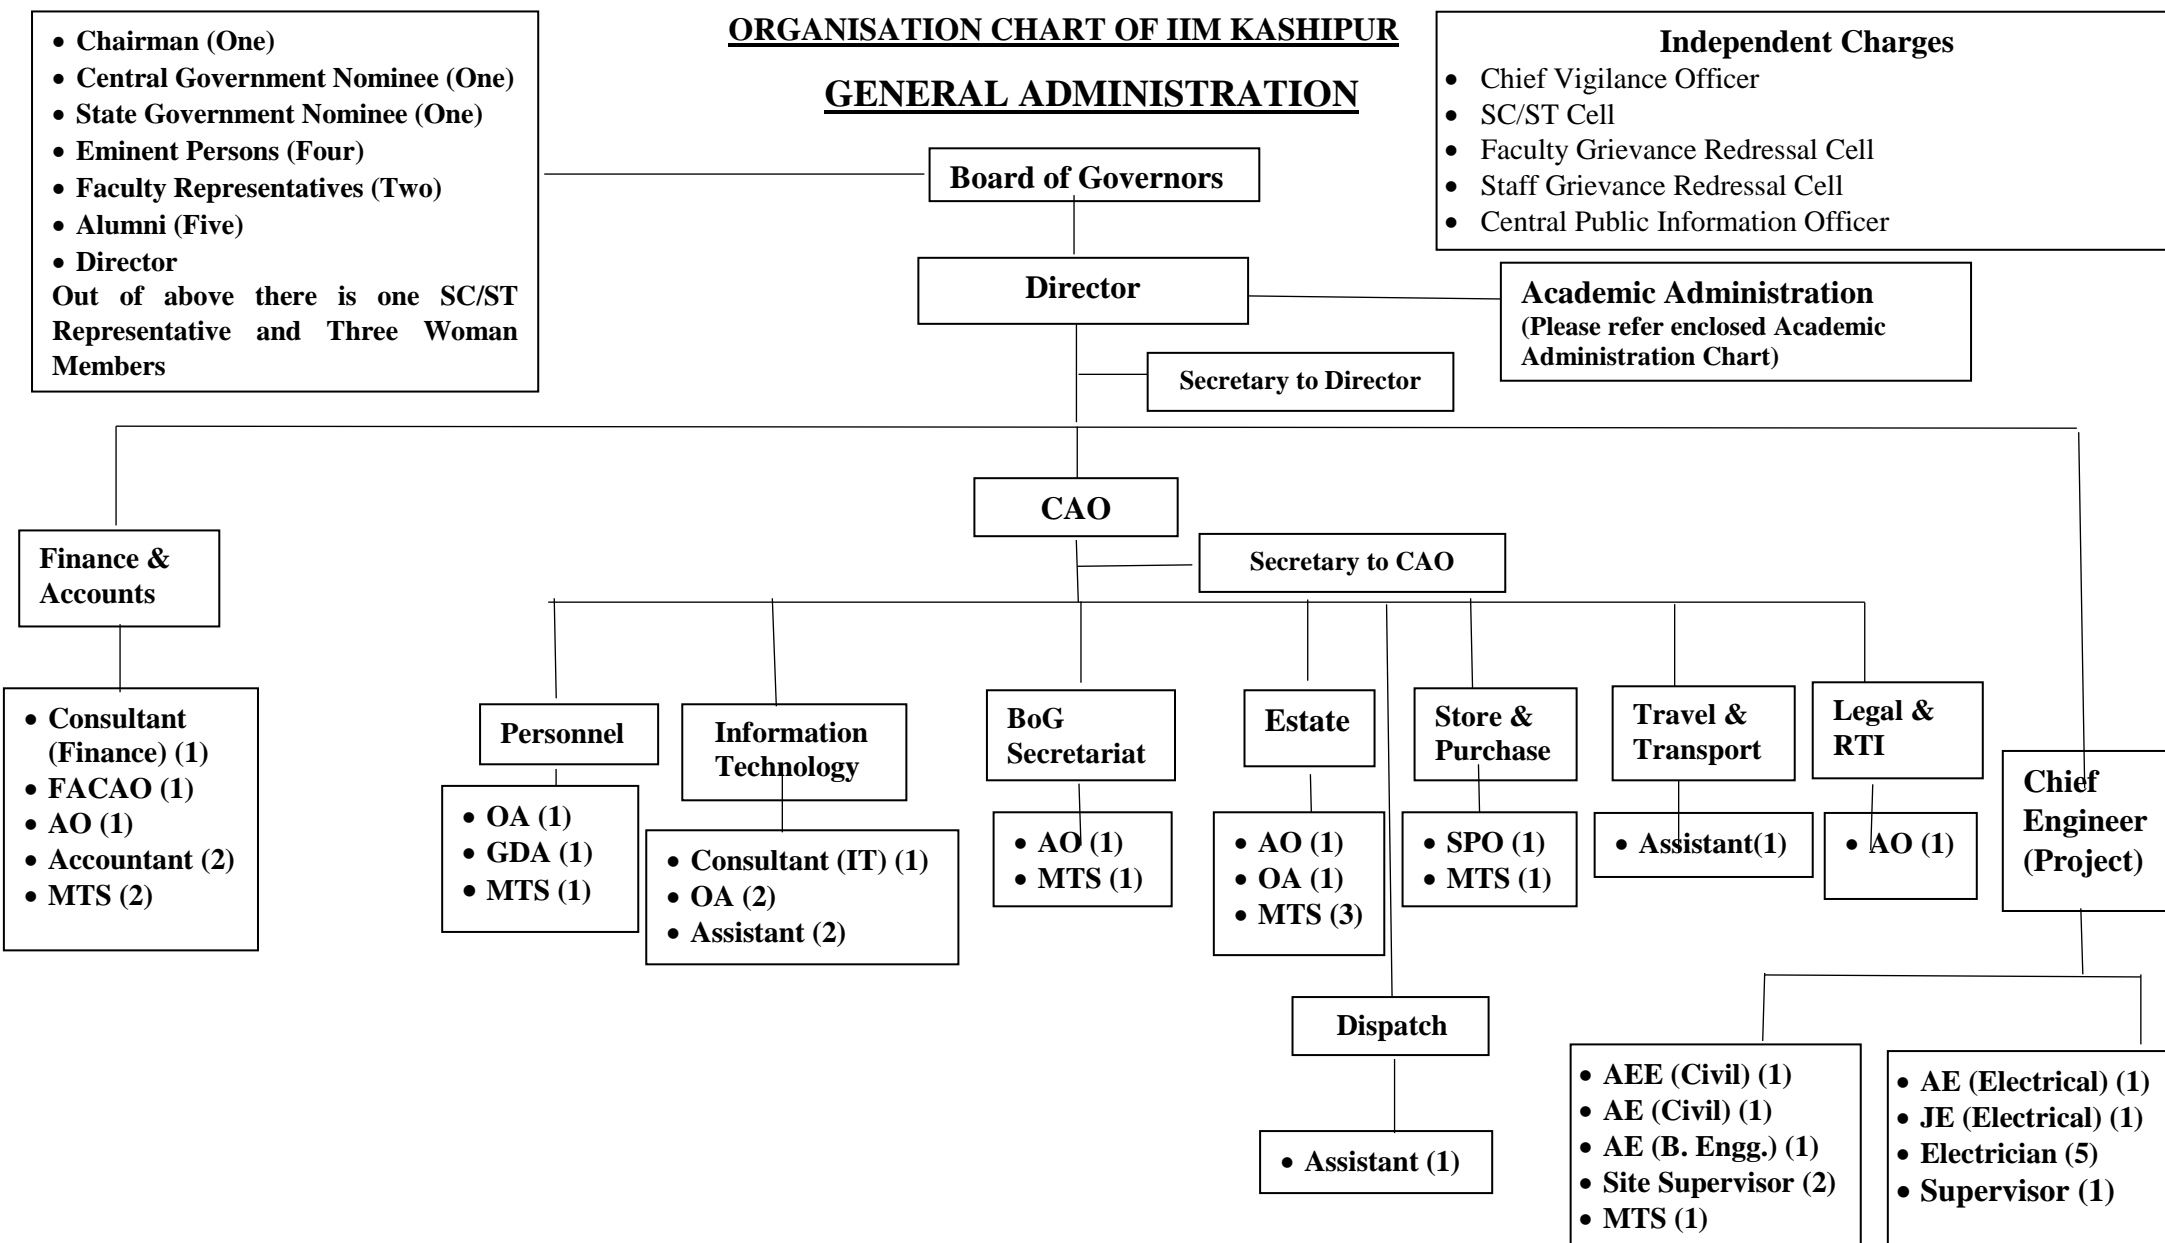 ORGANISATION CHART OF IIM KASHIPUR
GENERAL ADMINISTRATION
• Chairman (One)
• Central Government Nominee (One)
• State Government Nominee (One)
• Eminent Persons (Four)
• Faculty Representatives (Two)
• Alumni (Five)
• Director
Out of above there is one SC/ST
Representative and Three Woman
Members
Independent Charges
• Chief Vigilance Officer
• SC/ST Cell
• Faculty Grievance Redressal Cell
• Staff Grievance Redressal Cell
• Central Public Information Officer
Board of Governors
Director
Academic Administration
(Please refer enclosed Academic
Administration Chart)
Secretary to Director
CAO
Secretary to CAO
Finance &
Accounts
• Consultant
(Finance) (1)
• FACAO (1)
• AO (1)
• Accountant (2)
• MTS (2)
Personnel
• OA (1)
• GDA (1)
• MTS (1)
Information
Technology
• Consultant (IT) (1)
• OA (2)
• Assistant (2)
BoG
Secretariat
• AO (1)
• MTS (1)
Estate
• AO (1)
• OA (1)
• MTS (3)
Store &
Purchase
• SPO (1)
• MTS (1)
Travel &
Transport
• Assistant(1)
Legal &
RTI
• AO (1)
Chief
Engineer
(Project)
Dispatch
• Assistant (1)
• AEE (Civil) (1)
• AE (Civil) (1)
• AE (B. Engg.) (1)
• Site Supervisor (2)
• MTS (1)
• AE (Electrical) (1)
• JE (Electrical) (1)
• Electrician (5)
• Supervisor (1)